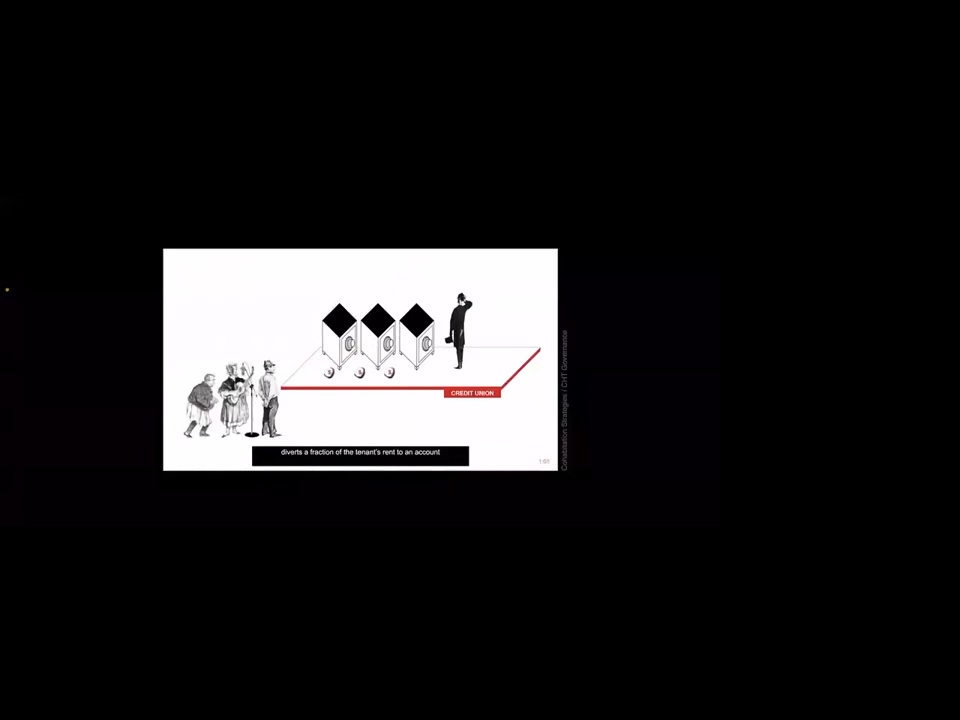 CREDIT UNION
diverts a fraction of the tenant's rent to an account
Cohabitation Strategies / CHT Governance